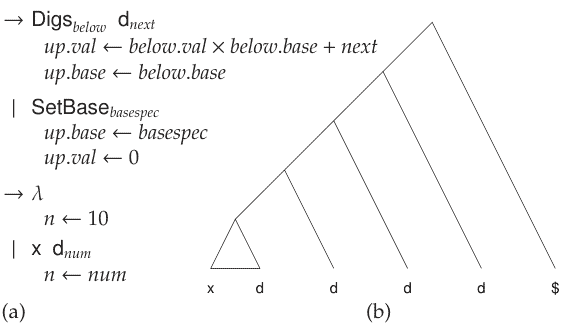 → Digs_below d_next
up.val ← below.val × below.base + next
up.base ← below.base
| SetBase_basespec
up.base ← basespec
up.val ← 0
→ λ
n ← 10
| x d_num
n ← num
x d d d d $
(a) (b)